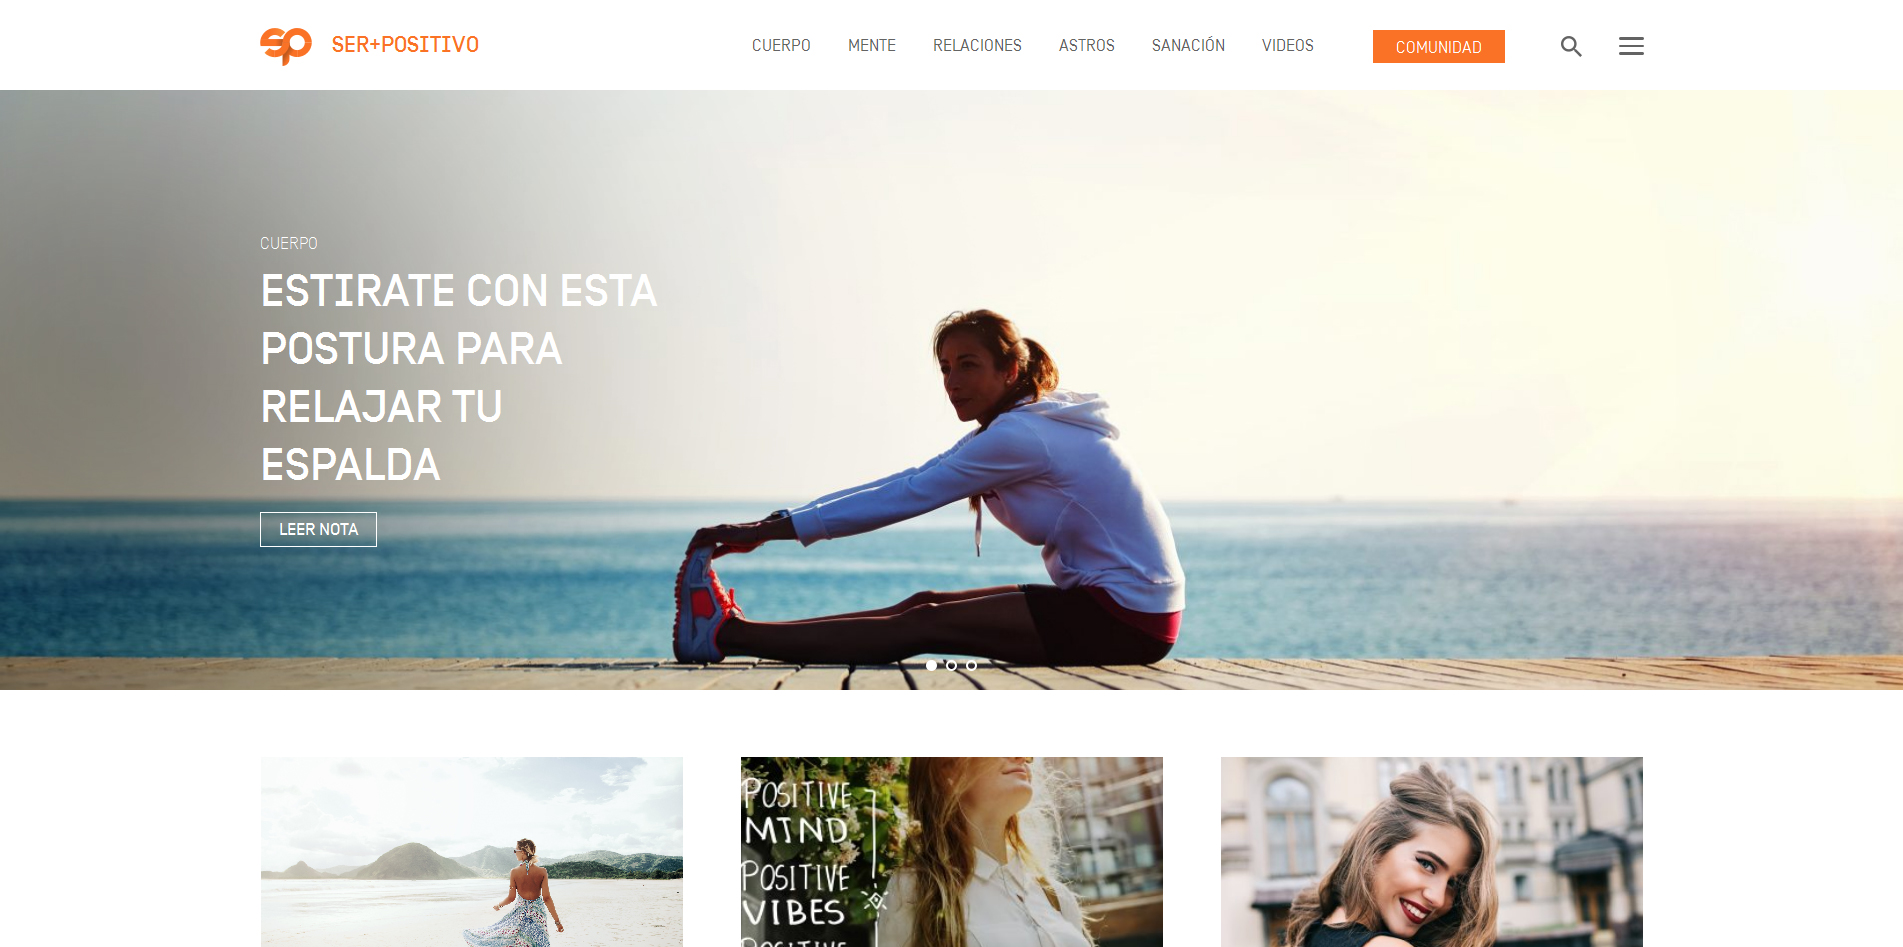 SER+POSITIVO
CUERPO
MENTE
RELACIONES
ASTROS
SANACIÓN
VIDEOS
COMUNIDAD
CUERPO
ESTIRATE CON ESTA
POSTURA PARA
RELAJAR TU
ESPALDA
LEER NOTA
POSITIVE
MIND
POSITIVE
VIBES
POSITIVE